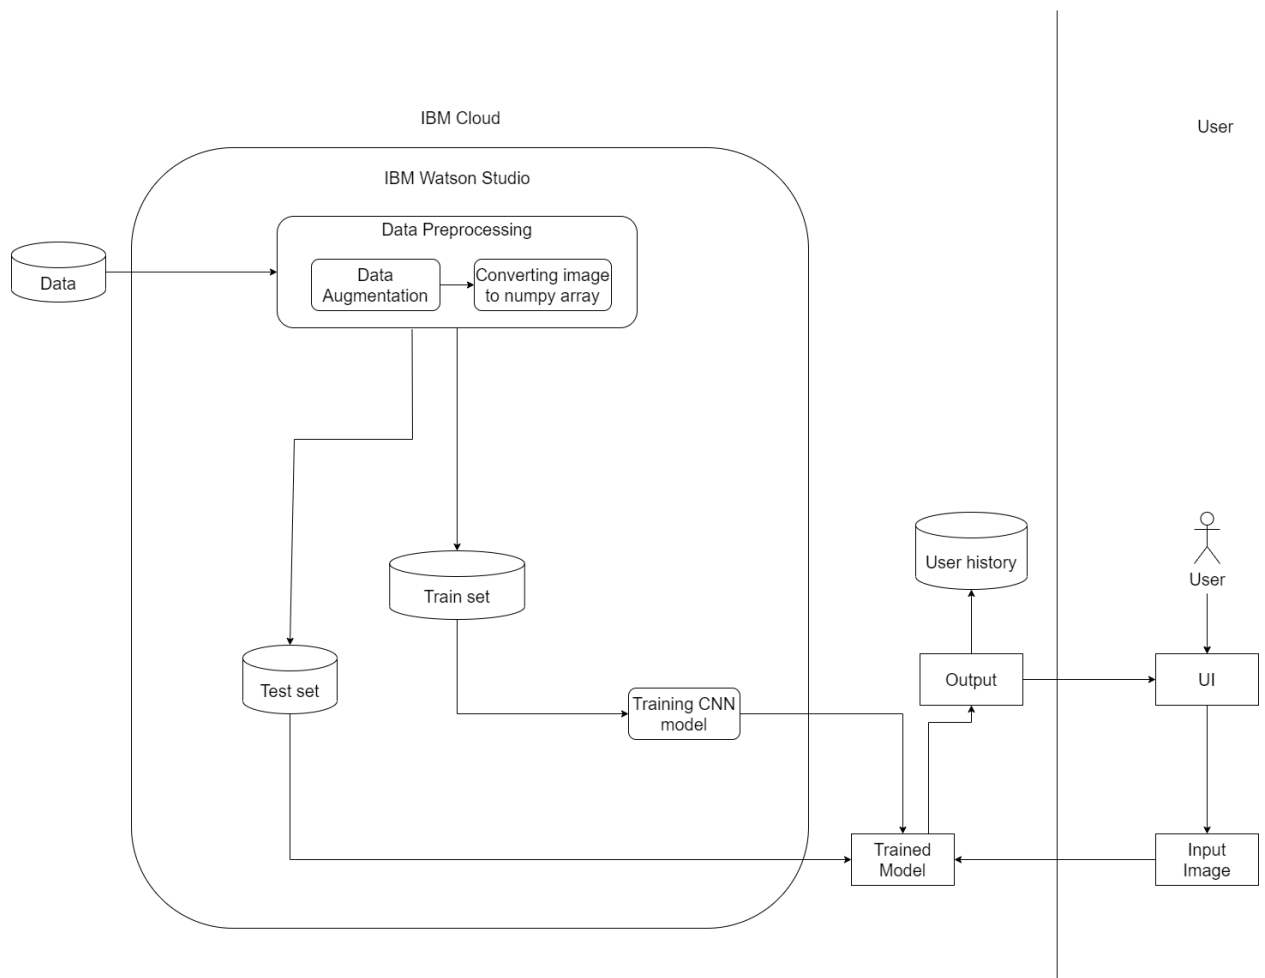 IBM Cloud
User
IBM Watson Studio
Data Preprocessing
Data
Data
Augmentation
Converting image
to numpy array
User history
User
Train set
Test set
Output
UI
Training CNN
model
Trained
Model
Input
Image